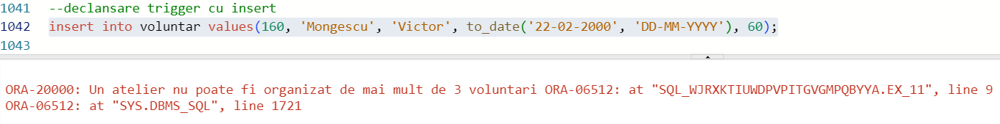 1041 --declansare trigger cu insert
1042 insert into voluntar values(160, 'Mongescu', 'Victor', to_date('22-02-2000', 'DD-MM-YYYY'), 60);
1043
ORA-20000: Un atelier nu poate fi organizat de mai mult de 3 voluntari ORA-06512: at "SQL_WJRXKTIUWDPVPITGVGMPQBYYA.EX_11", line 9
ORA-06512: at "SYS.DBMS_SQL", line 1721